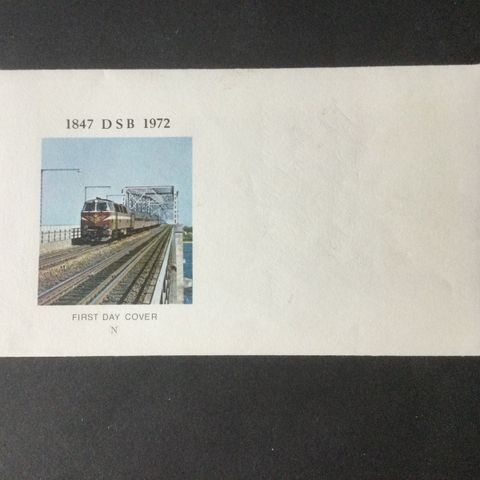 1847 DSB 1972
FIRST DAY COVER
N